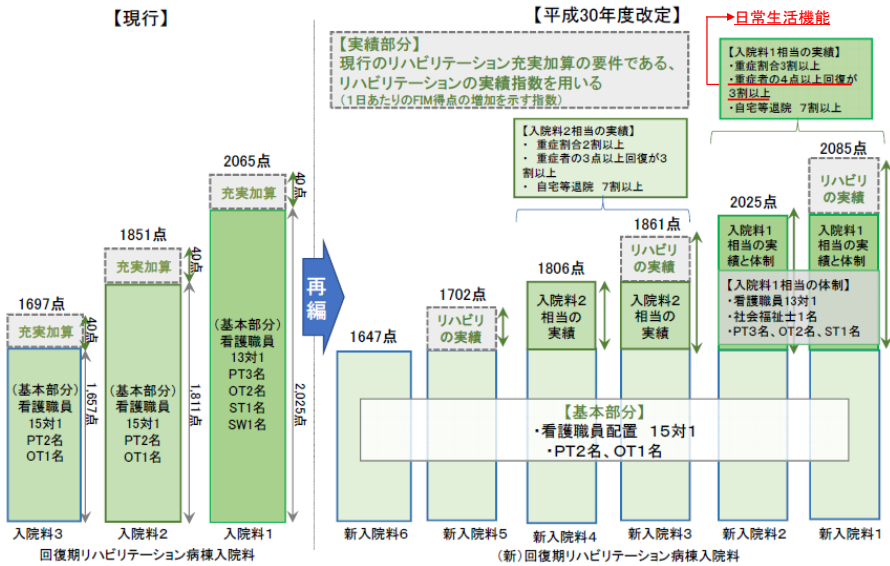 【現行】
2065点
40点
充実加算
1851点
40点
充実加算
1697点
40点
充実加算
(基本部分)
看護職員
15対1
PT2名
OT1名
1,657点
(基本部分)
看護職員
15対1
PT2名
OT1名
1,811点
(基本部分)
看護職員
13対1
PT3名
OT2名
ST1名
SW1名
2,025点
入院料3
入院料2
入院料1
回復期リハビリテーション病棟入院料
再編
【平成30年度改定】
日常生活機能
【実績部分】
現行のリハビリテーション充実加算の要件である、
リハビリテーションの実績指数を用いる
(1日あたりのFIM得点の増加を示す指数)
【入院料1相当の実績】
・重症割合3割以上
・重症者の4点以上回復が
3割以上
・自宅等退院 7割以上
【入院料2相当の実績】
・ 重症割合2割以上
・ 重症者の3点以上回復が3
割以上
・ 自宅等退院 7割以上
2085点
リハビリ
の実績
2025点
1861点
リハビリ
の実績
1806点
1702点
リハビリ
の実績
1647点
入院料2
相当の
実績
入院料2
相当の
実績
入院料1
相当の実
績と体制
入院料1
相当の実
績と体制
【入院料1相当の体制】
・看護職員13対1
・社会福祉士1名
・PT3名、OT2名、ST1名
【基本部分】
・看護職員配置 15対1
・PT2名、OT1名
新入院料6
新入院料5
新入院料4
新入院料3
新入院料2
新入院料1
(新)回復期リハビリテーション病棟入院料